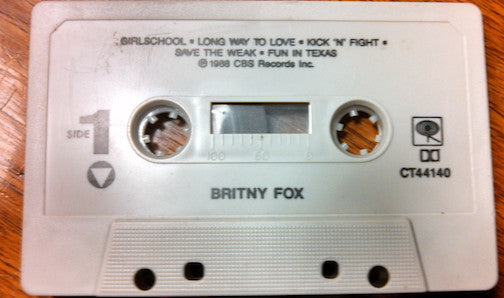 GIRLSCHOOL • LONG WAY TO LOVE • KICK 'N' FIGHT •
SAVE THE WEAK • FUN IN TEXAS
℗ 1988 CBS Records Inc.
SIDE 1
100 50 0
CT44140
BRITNY FOX